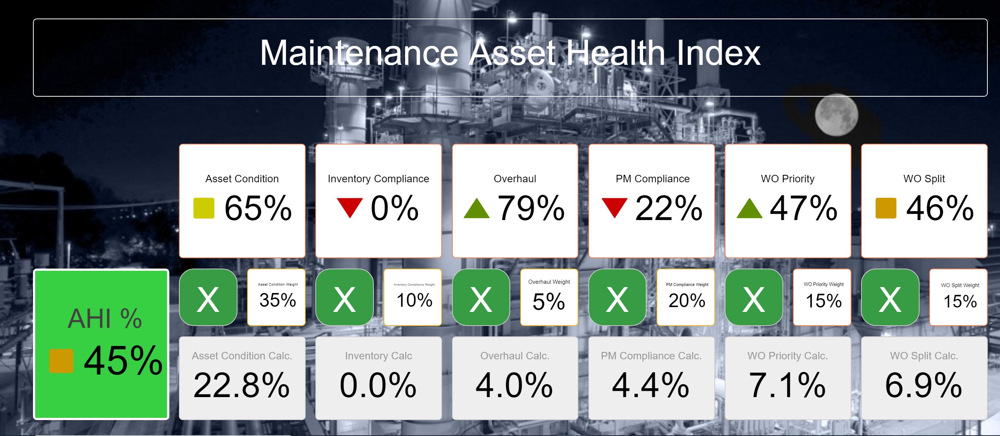 Maintenance Asset Health Index
Asset Condition
65%
Inventory Compliance
0%
Overhaul
79%
PM Compliance
22%
WO Priority
47%
WO Split
46%
AHI %
45%
X
Asset Condition Weight
35%
X
Inventory Compliance Weight
10%
X
Overhaul Weight
5%
X
PM Compliance Weight
20%
X
WO Priority Weight
15%
X
WO Split Weight
15%
Asset Condition Calc.
22.8%
Inventory Calc
0.0%
Overhaul Calc.
4.0%
PM Compliance Calc.
4.4%
WO Priority Calc.
7.1%
WO Split Calc.
6.9%